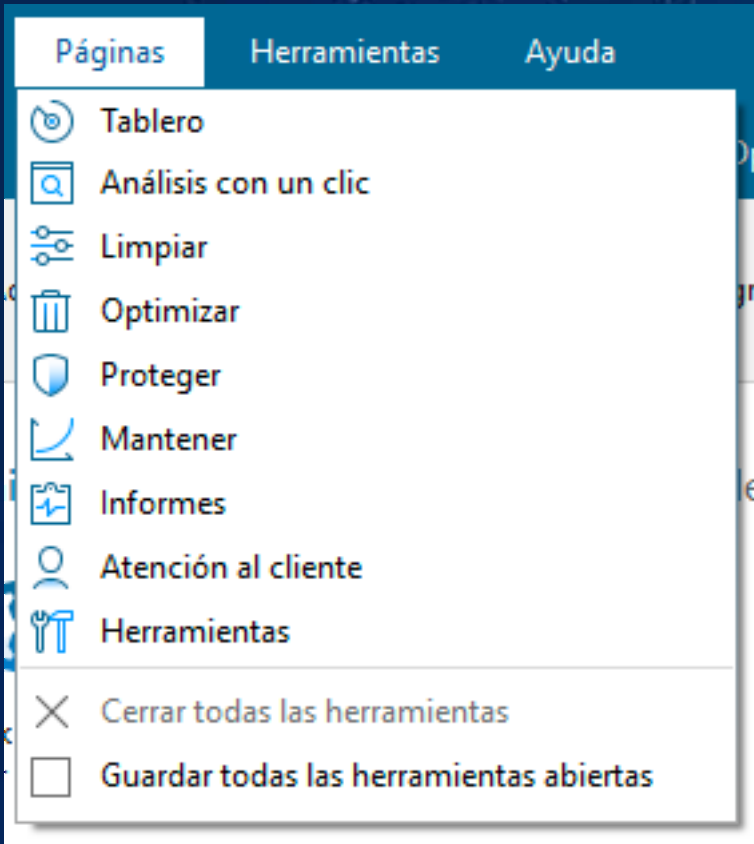 Páginas Herramientas Ayuda
Tablero
Análisis con un clic
Limpiar
Optimizar
Proteger
Mantener
Informes
Atención al cliente
Herramientas
Cerrar todas las herramientas
Guardar todas las herramientas abiertas